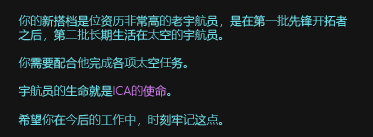 你的新搭档是位资历非常高的老宇航员，是在第一批先锋开拓者
之后，第二批长期生活在太空的宇航员。
你需要配合他完成各项太空任务。
宇航员的生命就是ICA的使命。
希望你在今后的工作中，时刻牢记这点。